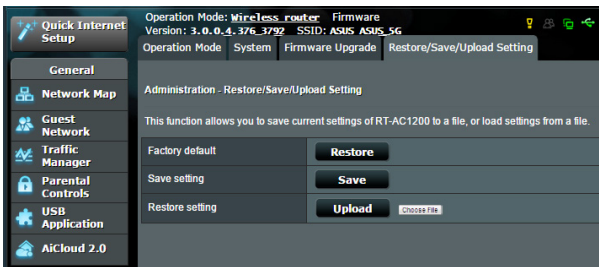 Quick Internet
Setup
Operation Mode: Wireless router Firmware
Version: 3.0.0.4.376_3792 SSID: ASUS ASUS_5G
Operation Mode System Firmware Upgrade Restore/Save/Upload Setting
General
Network Map
Guest
Network
Traffic
Manager
Parental
Controls
USB
Application
AiCloud 2.0
Administration - Restore/Save/Upload Setting
This function allows you to save current settings of RT-AC1200 to a file, or load settings from a file.
Factory default Restore
Save setting Save
Restore setting Upload Choose File